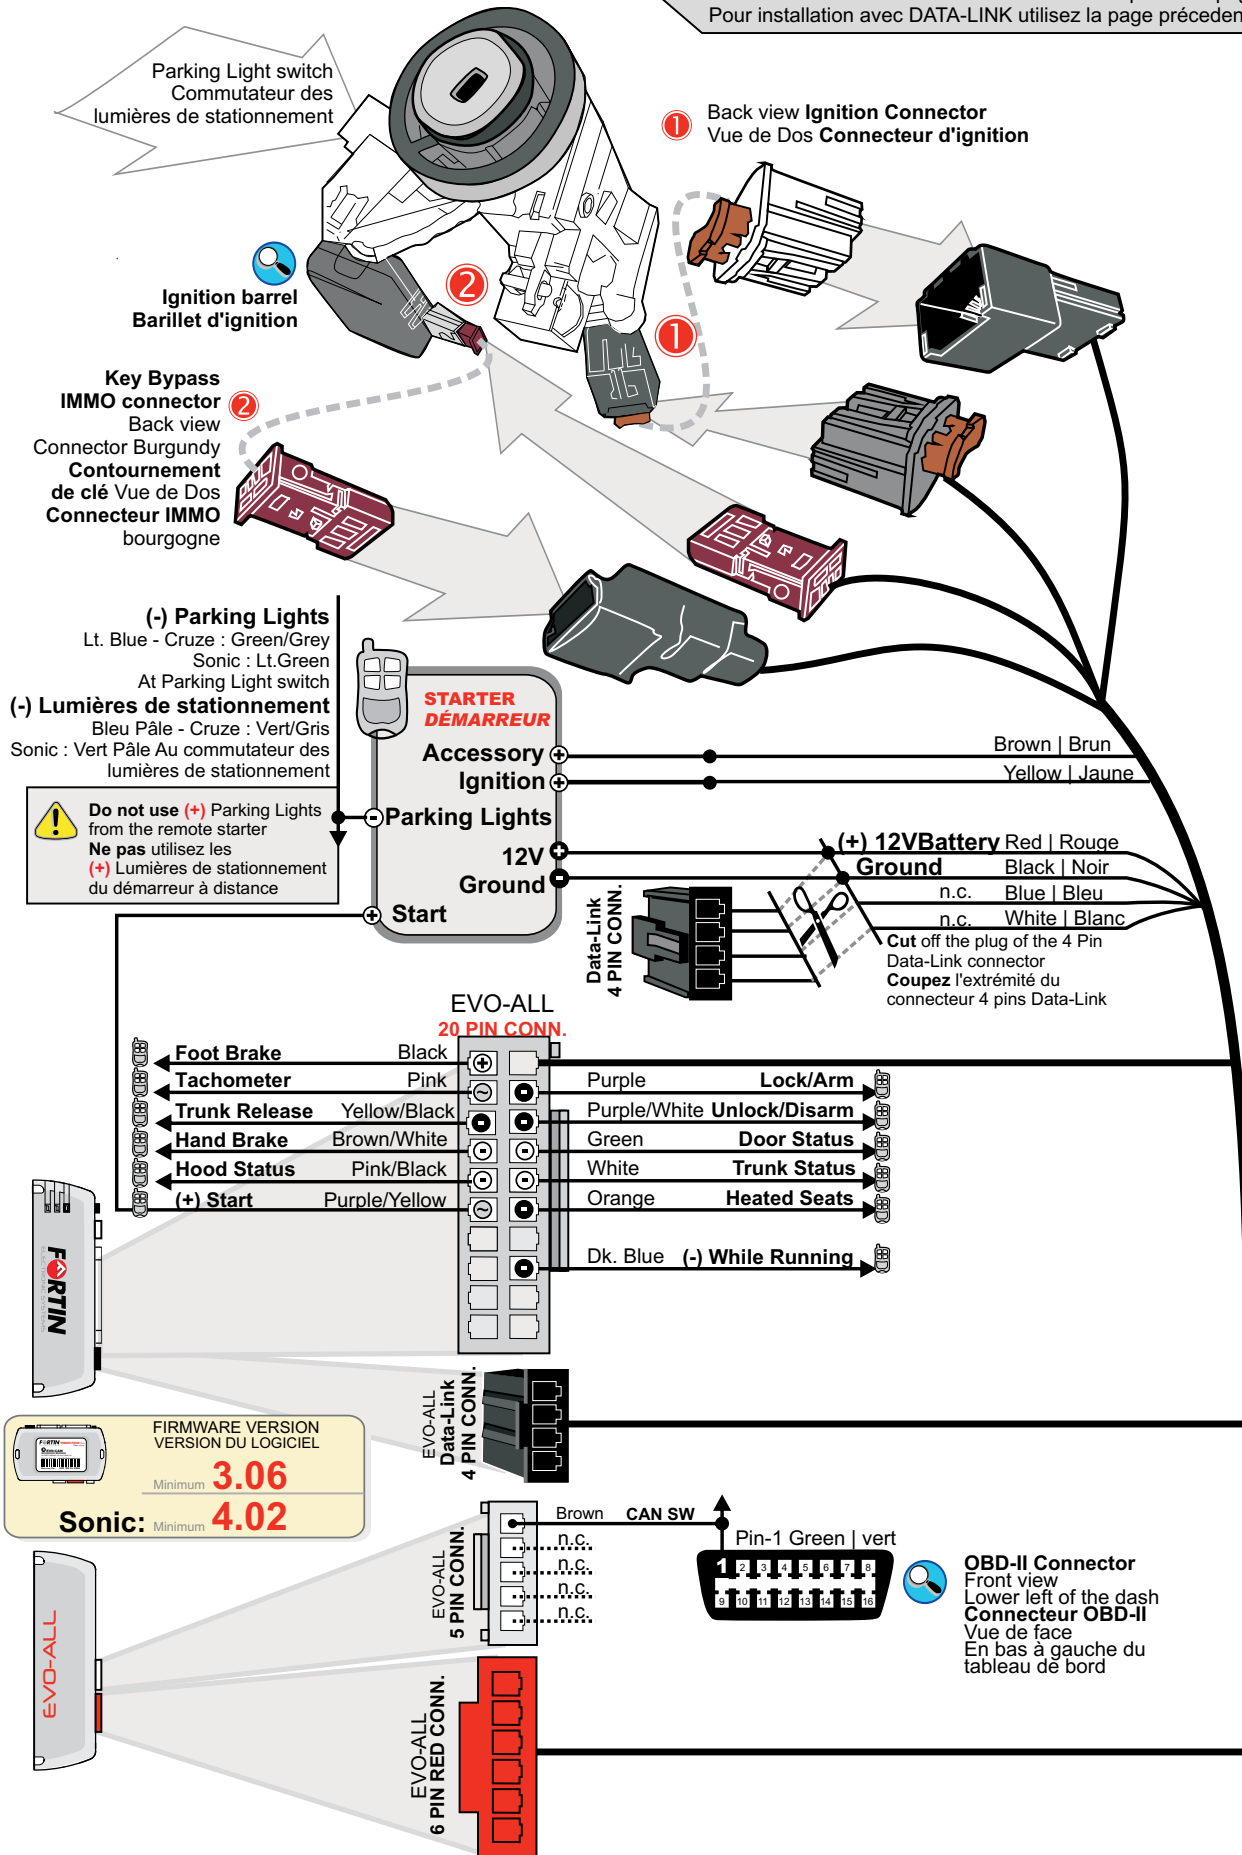 Pour installation avec DATA-LINK utilisez la page préceden
Parking Light switch
Commutateur des
lumières de stationnement
1
Back view Ignition Connector
Vue de Dos Connecteur d'ignition
2
1
Ignition barrel
Barillet d'ignition
Key Bypass
IMMO connector
2
Back view
Connector Burgundy
Contournement
de clé Vue de Dos
Connecteur IMMO
bourgogne
(-) Parking Lights
Lt. Blue - Cruze : Green/Grey
Sonic : Lt.Green
At Parking Light switch
(-) Lumières de stationnement
Bleu Pâle - Cruze : Vert/Gris
Sonic : Vert Pâle Au commutateur des
lumières de stationnement
Do not use (+) Parking Lights
from the remote starter
Ne pas utilisez les
(+) Lumières de stationnement
du démarreur à distance
STARTER
DÉMARREUR
Accessory
Ignition
Parking Lights
12V
Ground
Start
Brown | Brun
Yellow | Jaune
(+) 12VBattery Red | Rouge
Ground Black | Noir
n.c. Blue | Bleu
n.c. White | Blanc
Data-Link
4 PIN CONN.
Cut off the plug of the 4 Pin
Data-Link connector
Coupez l'extrémité du
connecteur 4 pins Data-Link
EVO-ALL
20 PIN CONN.
Foot Brake Black
Tachometer Pink
Trunk Release Yellow/Black
Hand Brake Brown/White
Hood Status Pink/Black
(+) Start Purple/Yellow
Purple Lock/Arm
Purple/White Unlock/Disarm
Green Door Status
White Trunk Status
Orange Heated Seats
Dk. Blue (-) While Running
FORTIN
EVO-ALL
Data-Link
4 PIN CONN.
FIRMWARE VERSION
VERSION DU LOGICIEL
Minimum 3.06
Sonic: Minimum 4.02
FORTIN
EVO-ALL
EVO-ALL
5 PIN CONN.
Brown CAN SW
n.c.
n.c.
n.c.
n.c.
Pin-1 Green | vert
1 2 3 4 5 6 7 8
9 10 11 12 13 14 15 16
OBD-II Connector
Front view
Lower left of the dash
Connecteur OBD-II
Vue de face
En bas à gauche du
tableau de bord
EVO-ALL
6 PIN RED CONN.